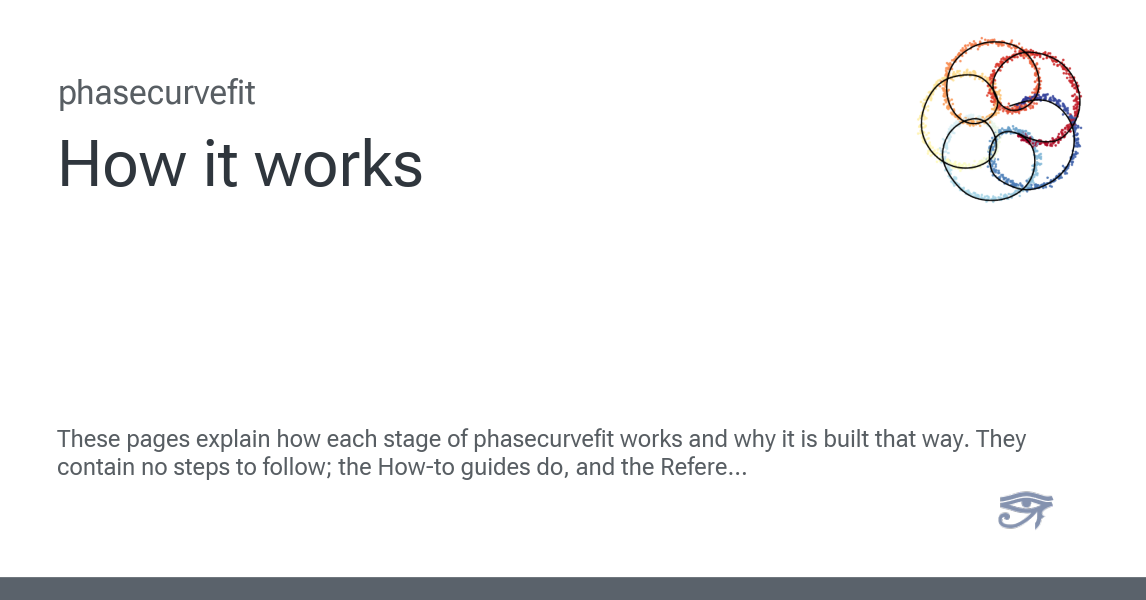 phasecurvefit
How it works
These pages explain how each stage of phasecurvefit works and why it is built that way. They
contain no steps to follow; the How-to guides do, and the Refere...